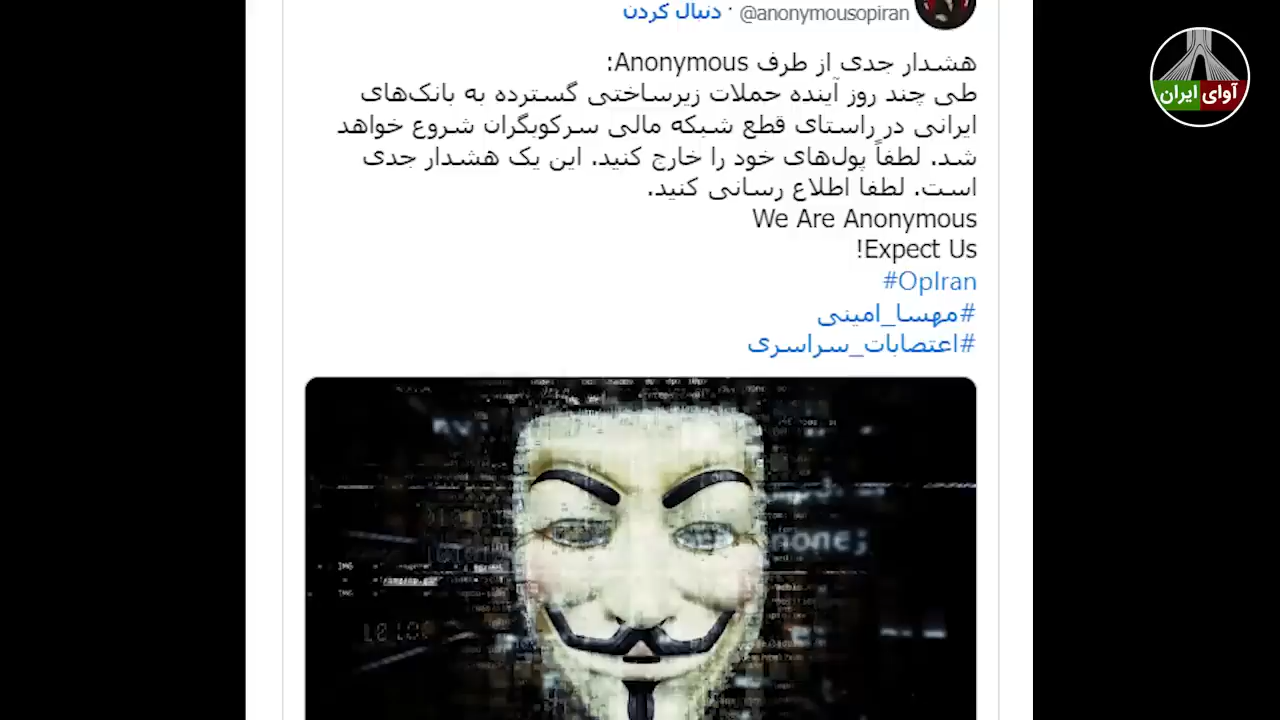 @anonymousopiran · دنبال کردن
هشدار جدی از طرف Anonymous:
طی چند روز آینده حملات زیرساختی گسترده به بانک‌های
ایرانی در راستای قطع شبکه مالی سرکوبگران شروع خواهد
شد. لطفاً پول‌های خود را خارج کنید. این یک هشدار جدی
است. لطفا اطلاع رسانی کنید.
We Are Anonymous
Expect Us!
#OpIran
#مهسا_امینی
#اعتصابات_سراسری
آوای ایران
none;